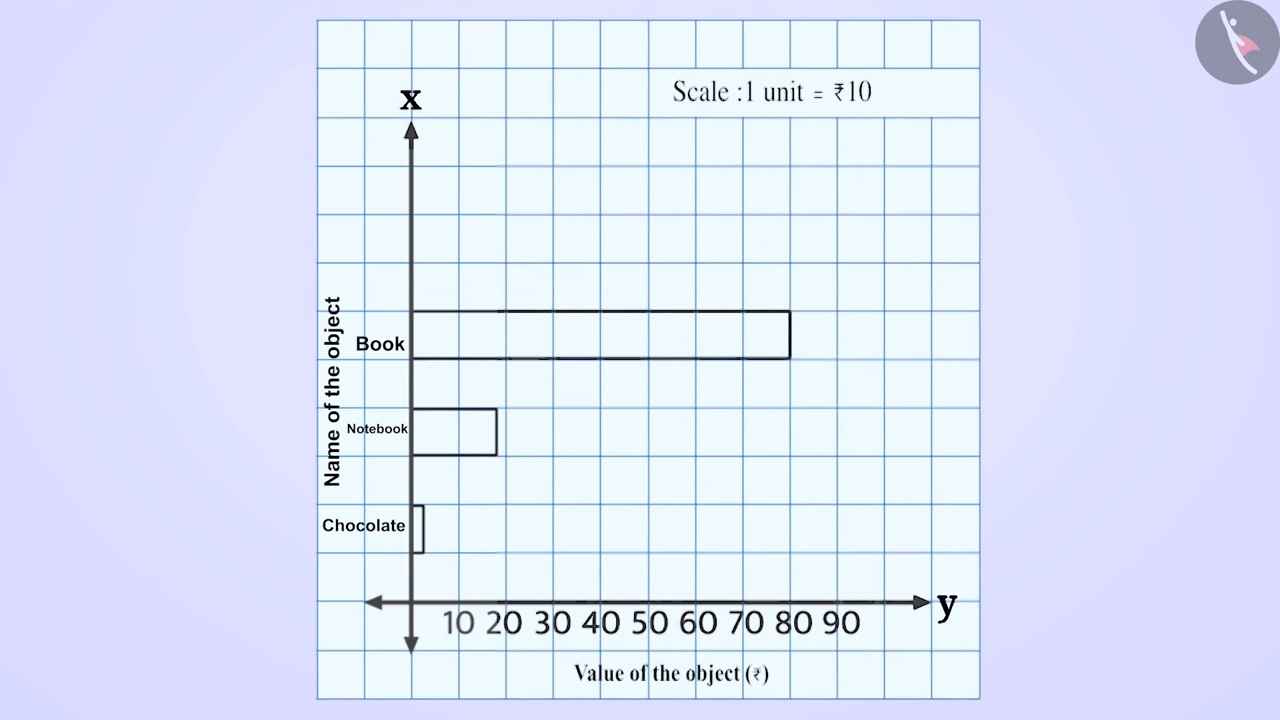 Scale :1 unit = ₹10
x
Name of the object
Book
Notebook
Chocolate
y
10 20 30 40 50 60 70 80 90
Value of the object (₹)